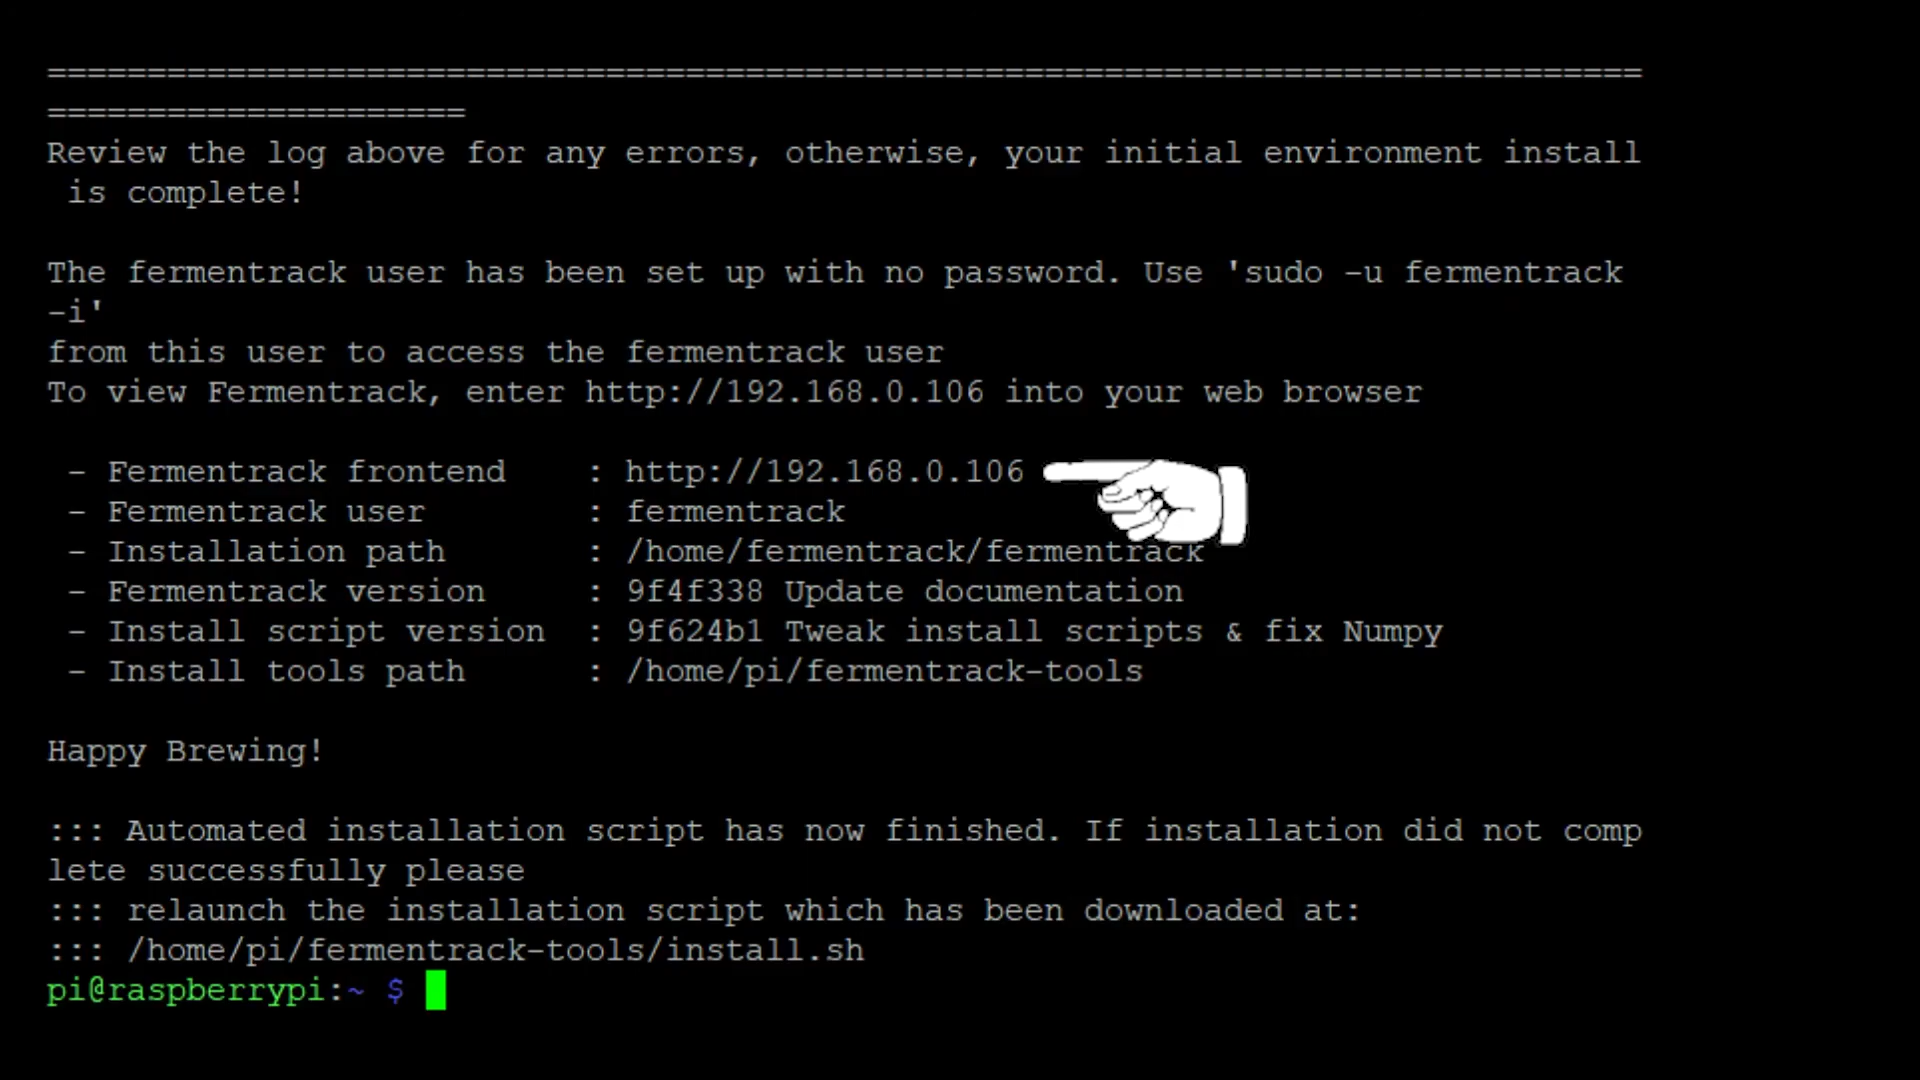 ================================================================================
=====================
Review the log above for any errors, otherwise, your initial environment install
 is complete!
The fermentrack user has been set up with no password. Use 'sudo -u fermentrack
-i'
from this user to access the fermentrack user
To view Fermentrack, enter http://192.168.0.106 into your web browser
 - Fermentrack frontend    : http://192.168.0.106
 - Fermentrack user        : fermentrack
 - Installation path       : /home/fermentrack/fermentrack
 - Fermentrack version     : 9f4f338 Update documentation
 - Install script version  : 9f624b1 Tweak install scripts & fix Numpy
 - Install tools path      : /home/pi/fermentrack-tools
Happy Brewing!
::: Automated installation script has now finished. If installation did not comp
lete successfully please
::: relaunch the installation script which has been downloaded at:
::: /home/pi/fermentrack-tools/install.sh
pi@raspberrypi:~ $